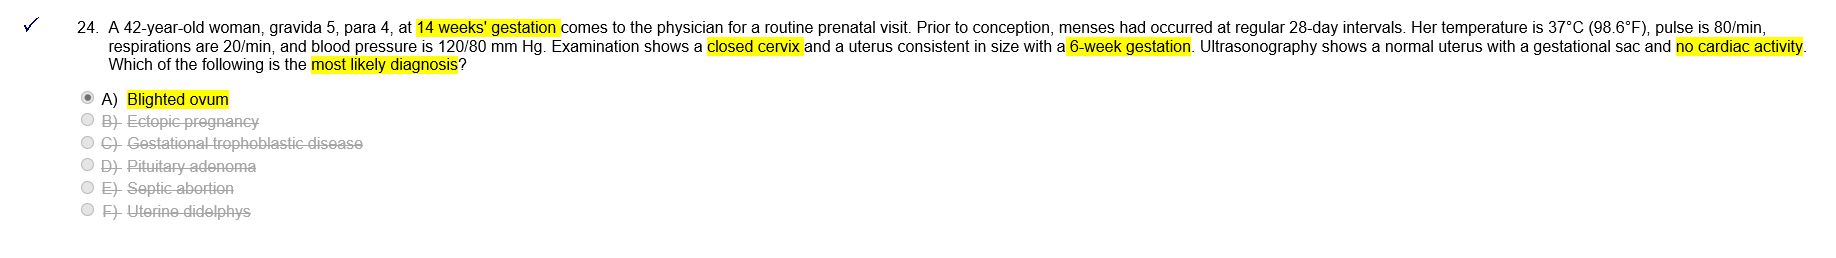 24. A 42-year-old woman, gravida 5, para 4, at 14 weeks' gestation comes to the physician for a routine prenatal visit. Prior to conception, menses had occurred at regular 28-day intervals. Her temperature is 37°C (98.6°F), pulse is 80/min,
respirations are 20/min, and blood pressure is 120/80 mm Hg. Examination shows a closed cervix and a uterus consistent in size with a 6-week gestation. Ultrasonography shows a normal uterus with a gestational sac and no cardiac activity.
Which of the following is the most likely diagnosis?
A) Blighted ovum
B) Ectopic pregnancy
C) Gestational trophoblastic disease
D) Pituitary adenoma
E) Septic abortion
F) Uterine didelphys